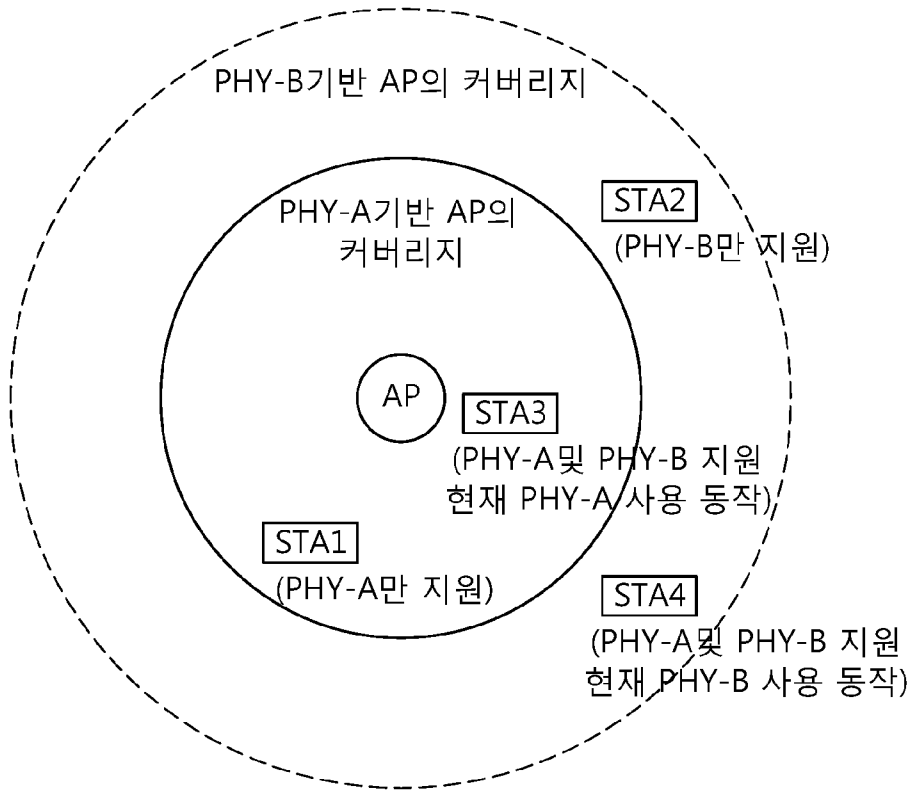 PHY-B기반 AP의 커버리지
PHY-A기반 AP의
커버리지
STA2
(PHY-B만 지원)
AP
STA3
(PHY-A및 PHY-B 지원
현재 PHY-A 사용 동작)
STA1
(PHY-A만 지원)
STA4
(PHY-A및 PHY-B 지원
현재 PHY-B 사용 동작)